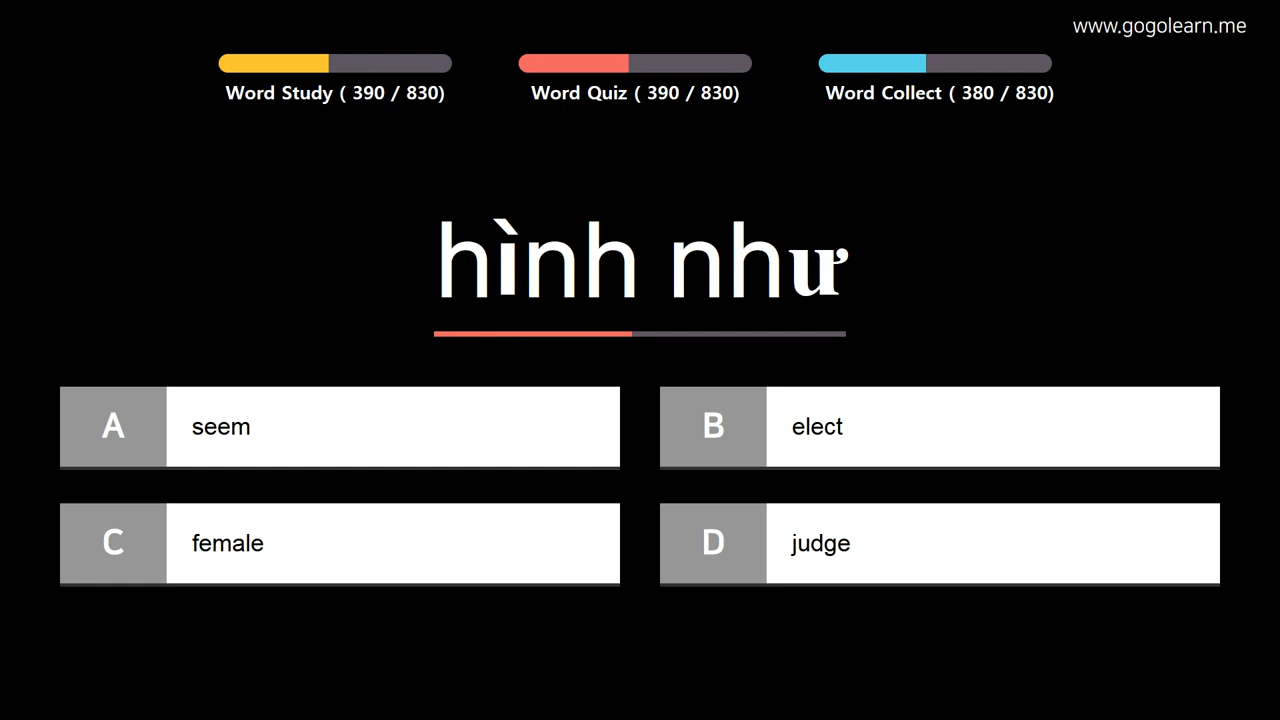 www.gogolearn.me
Word Study ( 390 / 830)
Word Quiz ( 390 / 830)
Word Collect ( 380 / 830)
hình như
A seem
B elect
C female
D judge